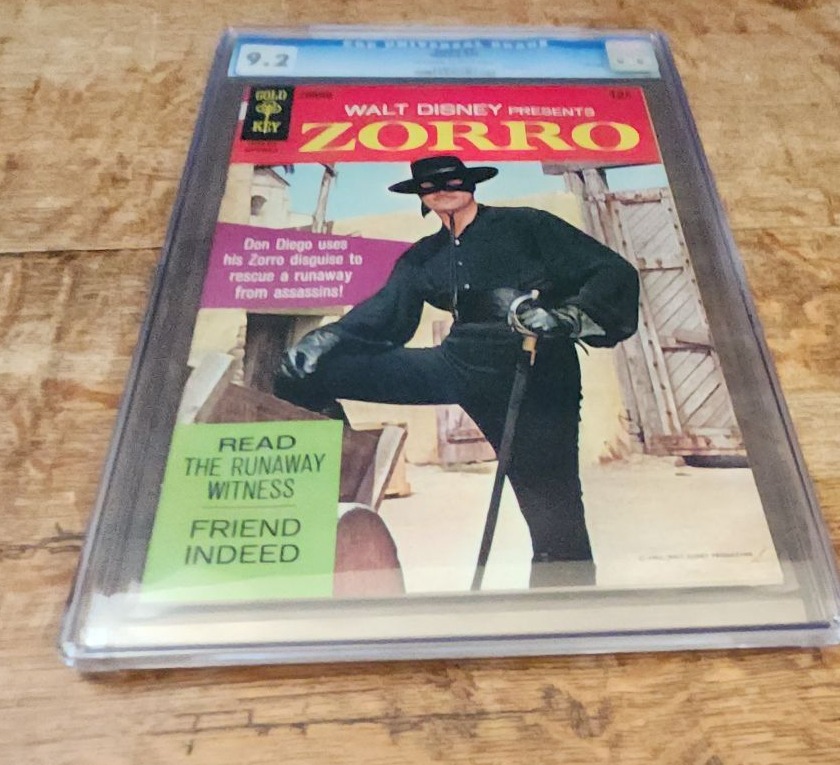 9.2
GOLD
KEY
WALT DISNEY PRESENTS
ZORRO
Don Diego uses
his Zorro disguise to
rescue a runaway
from assassins!
READ
THE RUNAWAY
WITNESS
FRIEND
INDEED